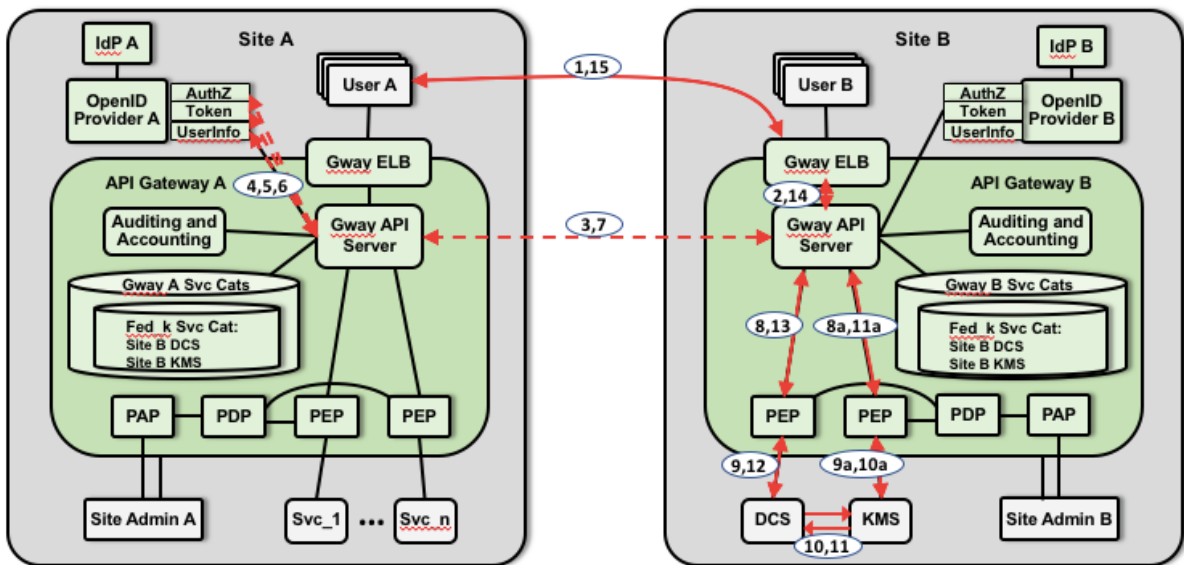 Site A
IdP A
OpenID
Provider A
AuthZ
Token
UserInfo
User A
1,15
Gway ELB
API Gateway A
4,5,6
Auditing and
Accounting
Gway API
Server
3,7
Gway A Svc Cats
Fed_k Svc Cat:
Site B DCS
Site B KMS
PAP
PDP
PEP
PEP
Site Admin A
Svc_1
•••
Svc_n
Site B
IdP B
User B
AuthZ
Token
UserInfo
OpenID
Provider B
Gway ELB
API Gateway B
2,14
Gway API
Server
Auditing and
Accounting
Gway B Svc Cats
Fed_k Svc Cat:
Site B DCS
Site B KMS
8,13
8a,11a
PEP
PEP
PDP
PAP
9,12
9a,10a
DCS
KMS
10,11
Site Admin B